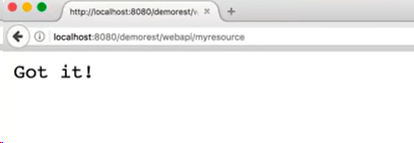 http://localhost:8080/demorest/w...
localhost:8080/demorest/webapi/myresource
Got it!